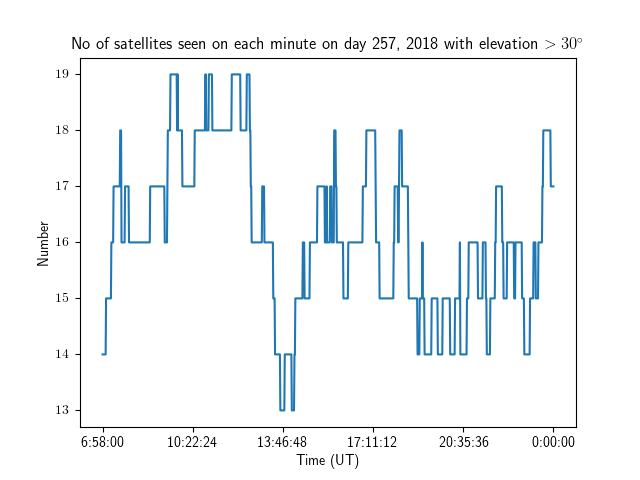 No of satellites seen on each minute on day 257, 2018 with elevation > 30°
19
18
17
16
15
14
13
Number
6:58:00 10:22:24 13:46:48 17:11:12 20:35:36 0:00:00
Time (UT)